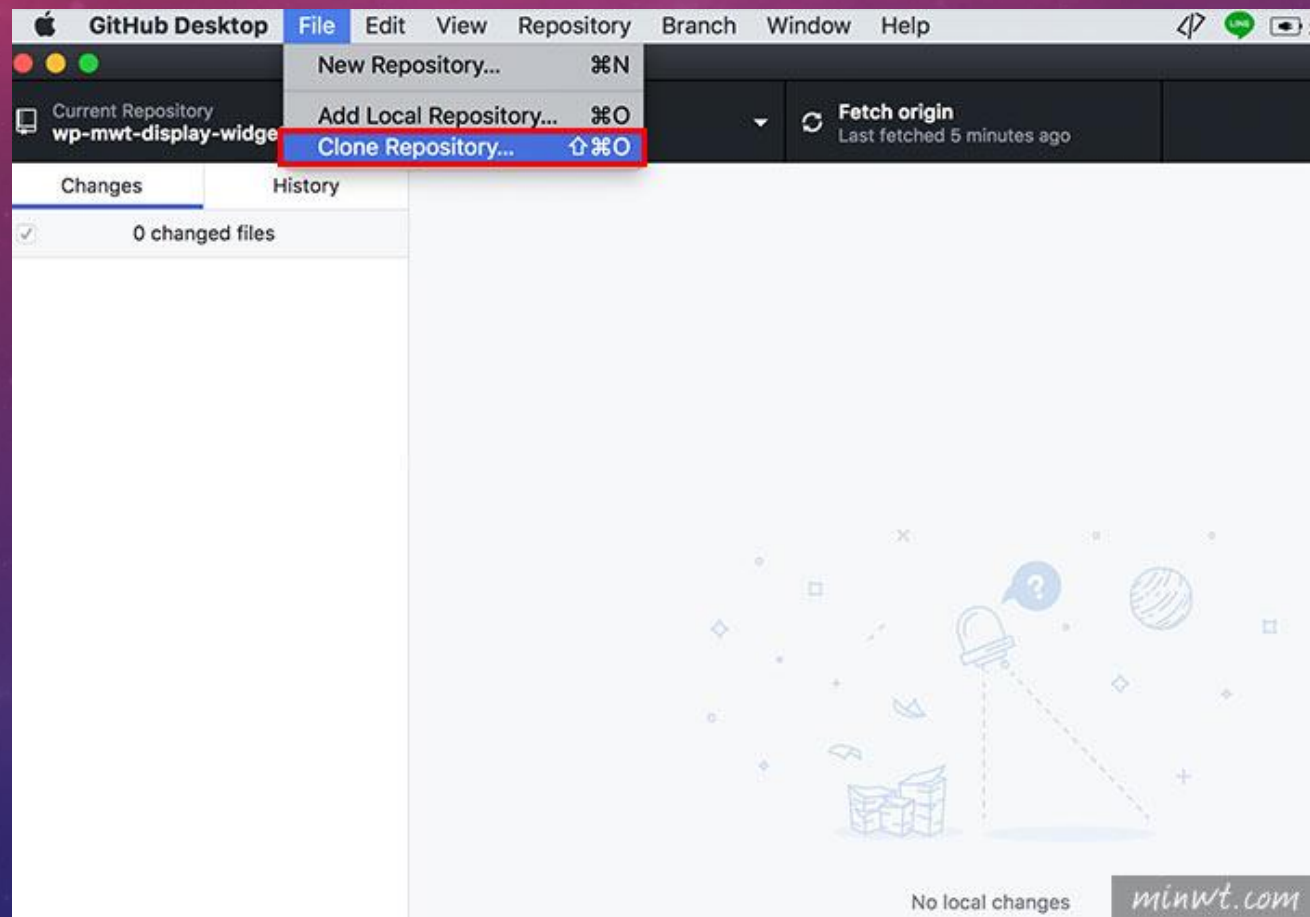 GitHub Desktop File Edit View Repository Branch Window Help
LINE
New Repository... ⌘N
Add Local Repository... ⌘O
Clone Repository... ⇧⌘O
Current Repository
wp-mwt-display-widge
Fetch origin
Last fetched 5 minutes ago
Changes History
0 changed files
?
No local changes
minwt.com